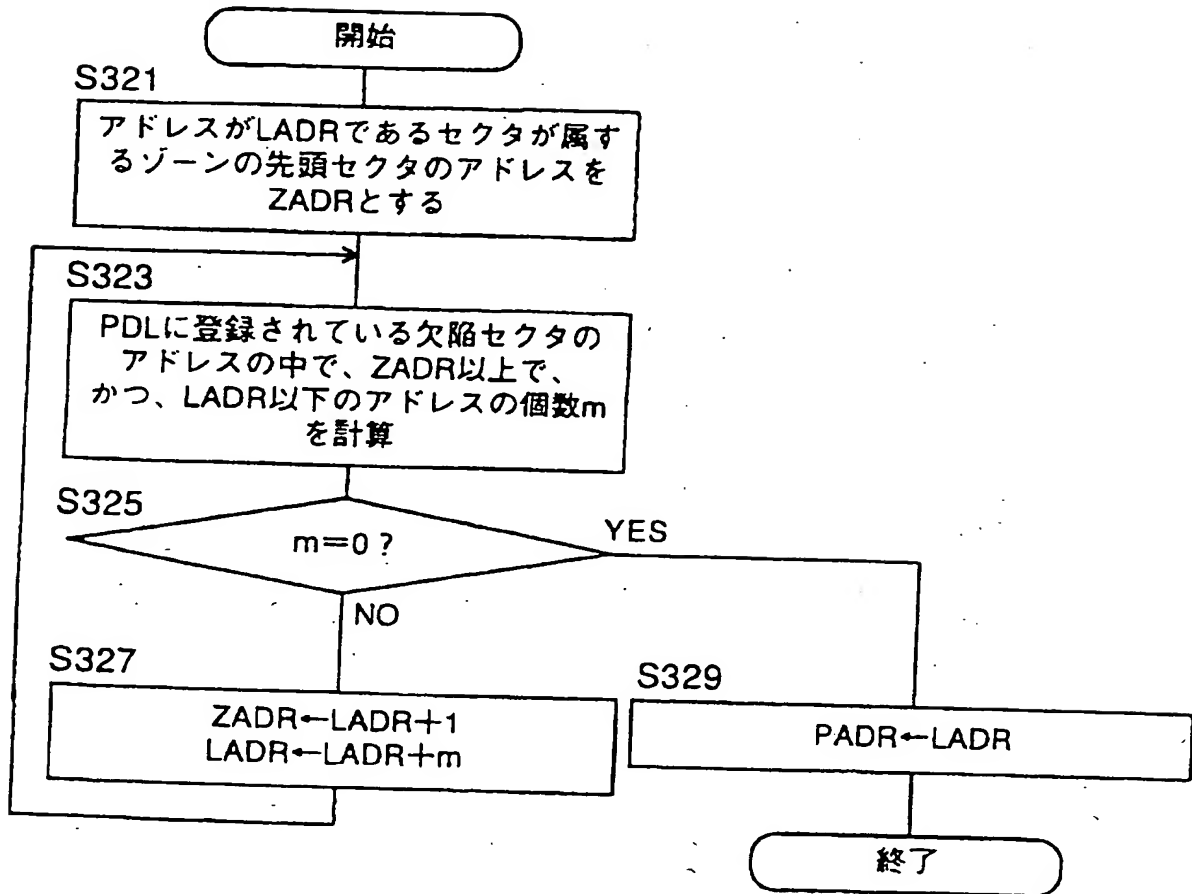 開始
S321
アドレスがLADRであるセクタが属す
るゾーンの先頭セクタのアドレスを
ZADRとする
S323
PDLに登録されている欠陥セクタの
アドレスの中で、ZADR以上で、
かつ、LADR以下のアドレスの個数m
を計算
S325
m=0?
YES
NO
S327
ZADR←LADR+1
LADR←LADR+m
S329
PADR←LADR
終了